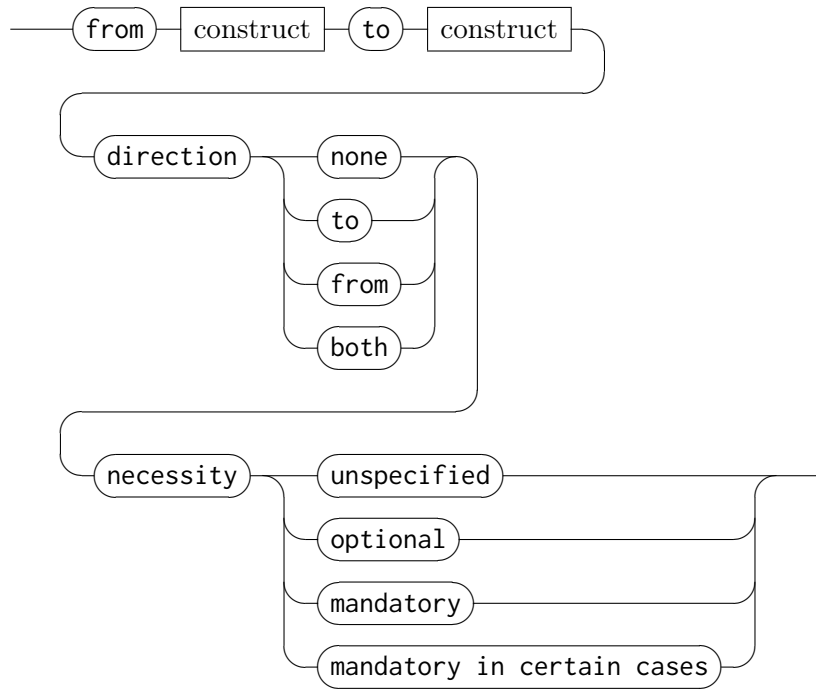 from construct to construct
direction none
to
from
both
necessity unspecified
optional
mandatory
mandatory in certain cases